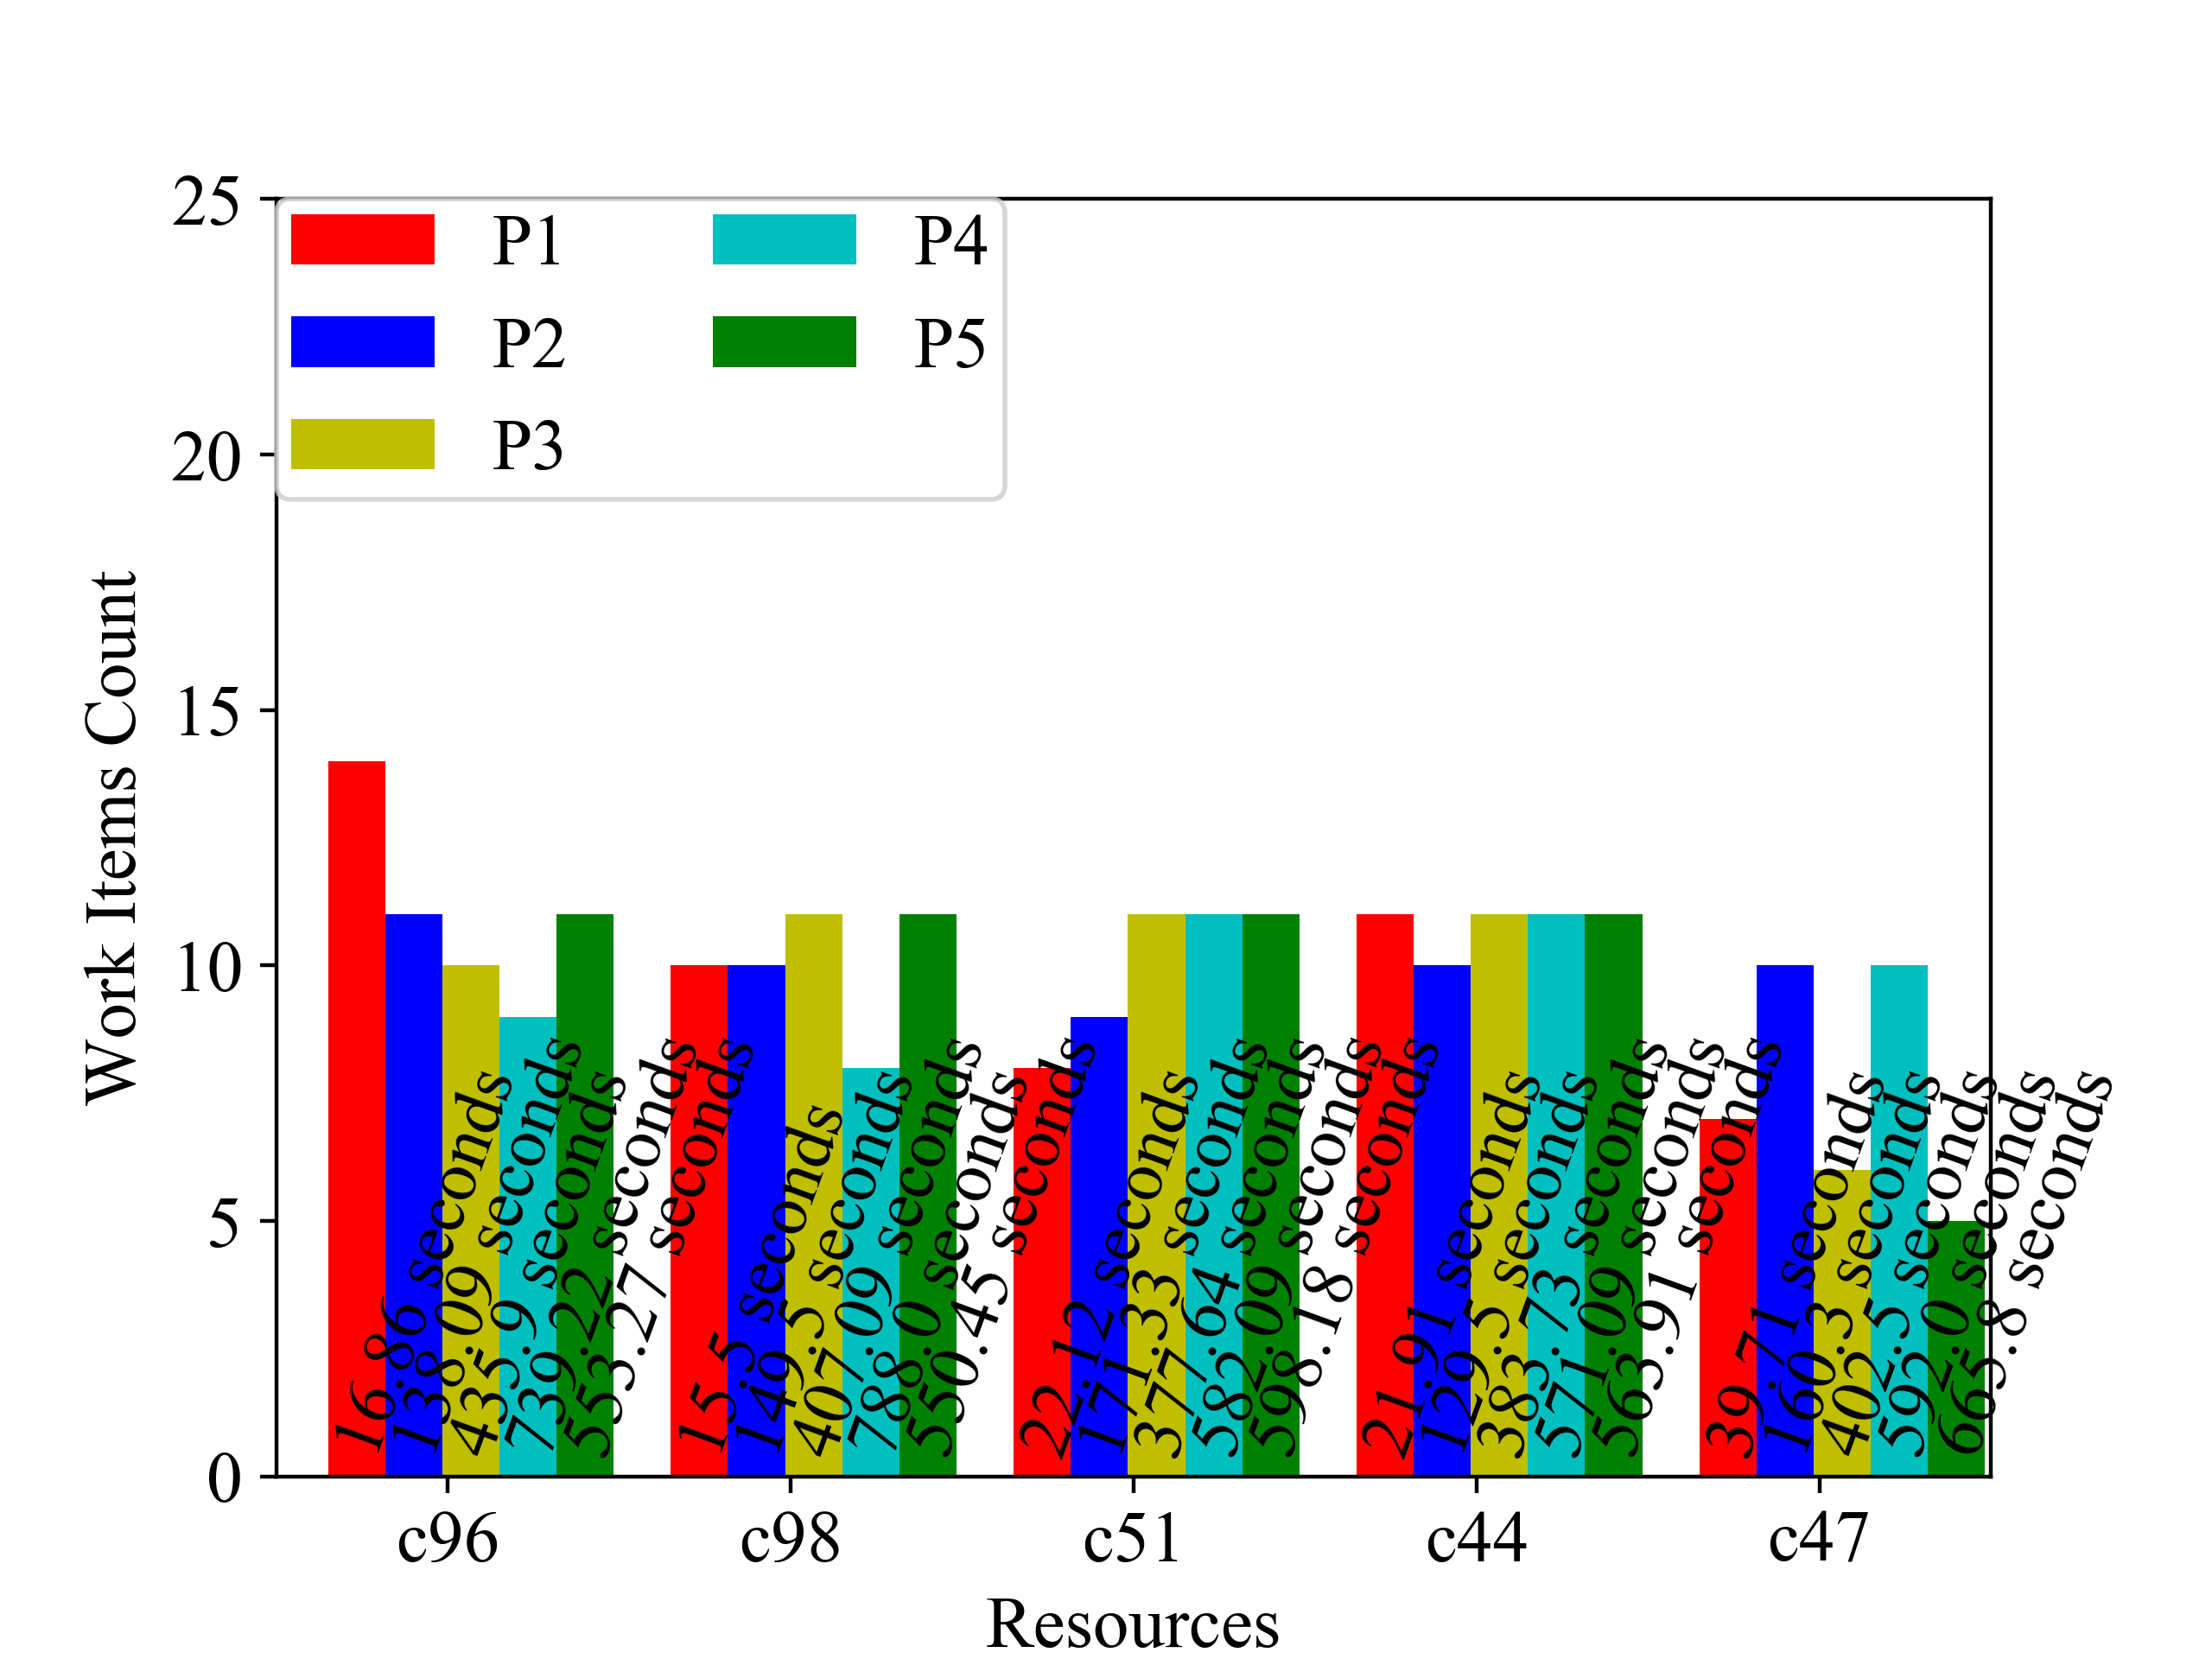 25
20
15
10
5
0
Work Items Count
P1
P2
P3
P4
P5
16.86 seconds
138.09 seconds
435.9 seconds
739.22 seconds
553.27 seconds
15.5 seconds
149.5 seconds
407.09 seconds
788.0 seconds
550.45 seconds
22.12 seconds
171.33 seconds
377.64 seconds
582.09 seconds
598.18 seconds
21.91 seconds
129.5 seconds
383.73 seconds
571.09 seconds
563.91 seconds
39.71 seconds
160.3 seconds
402.5 seconds
592.0 seconds
665.8 seconds
c96
c98
c51
c44
c47
Resources